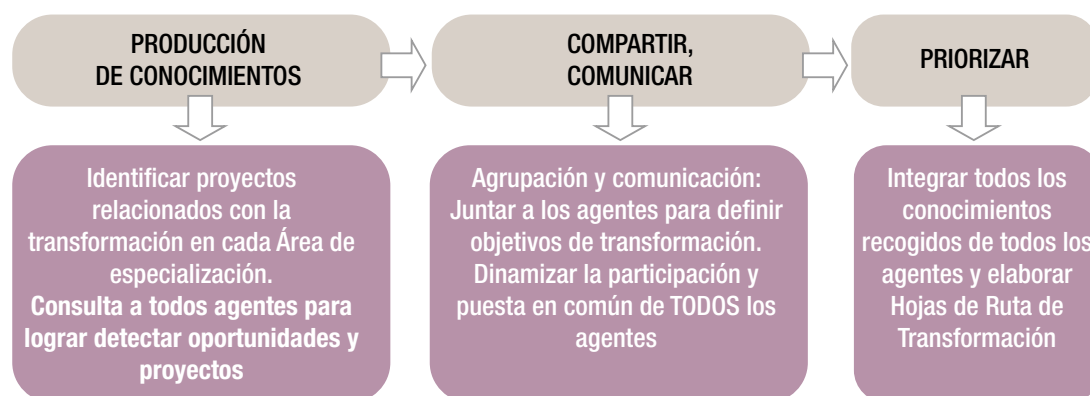 PRODUCCIÓN
DE CONOCIMIENTOS
COMPARTIR,
COMUNICAR
PRIORIZAR
Identificar proyectos
relacionados con la
transformación en cada Área de
especialización.
Consulta a todos agentes para
lograr detectar oportunidades y
proyectos
Agrupación y comunicación:
Juntar a los agentes para definir
objetivos de transformación.
Dinamizar la participación y
puesta en común de TODOS los
agentes
Integrar todos los
conocimientos
recogidos de todos los
agentes y elaborar
Hojas de Ruta de
Transformación